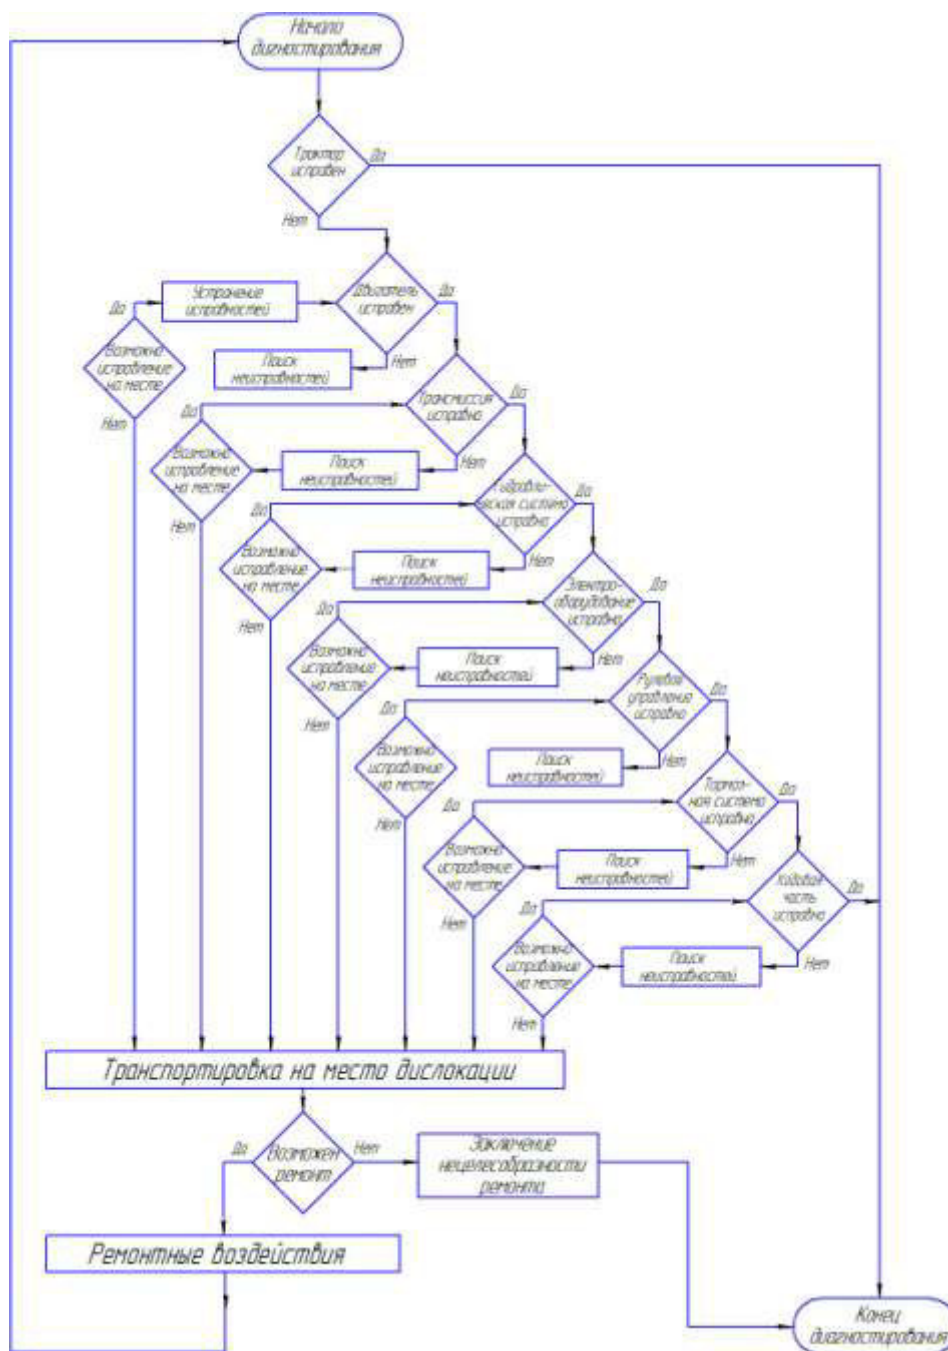 Начало
дигностирования
Трактор
исправен
Да
Нет
Устранение
исправностей
Двигатель
исправен
Да
Да
Возможно
исправление
на месте
Поиск
неисправностей
Нет
Нет
Трансмиссия
исправна
Да
Да
Возможно
исправление
на месте
Поиск
неисправностей
Нет
Нет
Гидравли-
ческая система
исправна
Да
Да
Возможно
исправление
на месте
Поиск
неисправностей
Нет
Нет
Электро-
оборудование
исправно
Да
Да
Возможно
исправление
на месте
Поиск
неисправностей
Нет
Нет
Рулевое
управление
исправно
Да
Да
Возможно
исправление
на месте
Поиск
неисправностей
Нет
Нет
Тормоз-
ная система
исправна
Да
Да
Возможно
исправление
на месте
Поиск
неисправностей
Нет
Нет
Ходовая
часть
исправна
Да
Да
Возможно
исправление
на месте
Поиск
неисправностей
Нет
Нет
Транспортировка на место дислокации
Да
Возможен
ремонт
Нет
Заключение
нецелесобразности
ремонта
Ремонтные воздействия
Конец
диагностирования